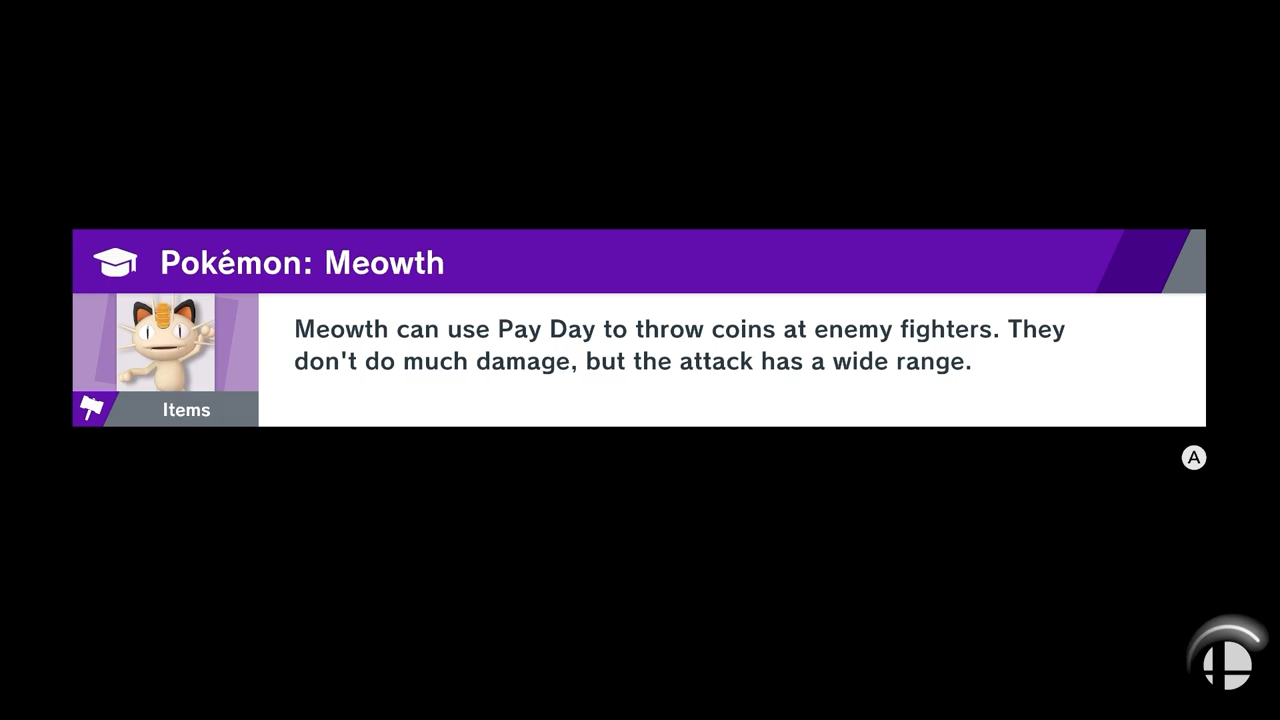 Pokémon: Meowth
Meowth can use Pay Day to throw coins at enemy fighters. They
don't do much damage, but the attack has a wide range.
Items
A